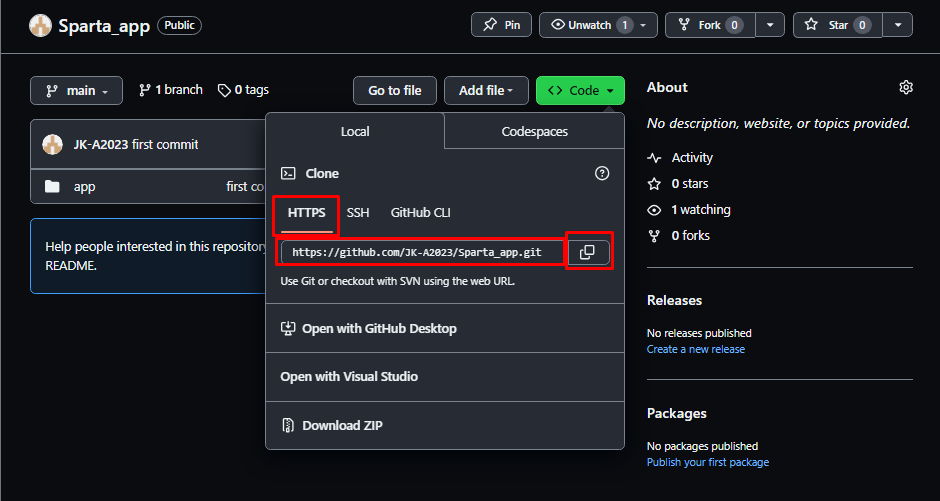 Sparta_app Public
Pin
Unwatch 1
Fork 0
Star 0
main
1 branch
0 tags
Go to file
Add file
Code
JK-A2023 first commit
app
first co
Help people interested in this repository
README.
Local
Codespaces
Clone
HTTPS
SSH
GitHub CLI
https://github.com/JK-A2023/Sparta_app.git
Use Git or checkout with SVN using the web URL.
Open with GitHub Desktop
Open with Visual Studio
Download ZIP
About
No description, website, or topics provided.
Activity
0 stars
1 watching
0 forks
Releases
No releases published
Create a new release
Packages
No packages published
Publish your first package